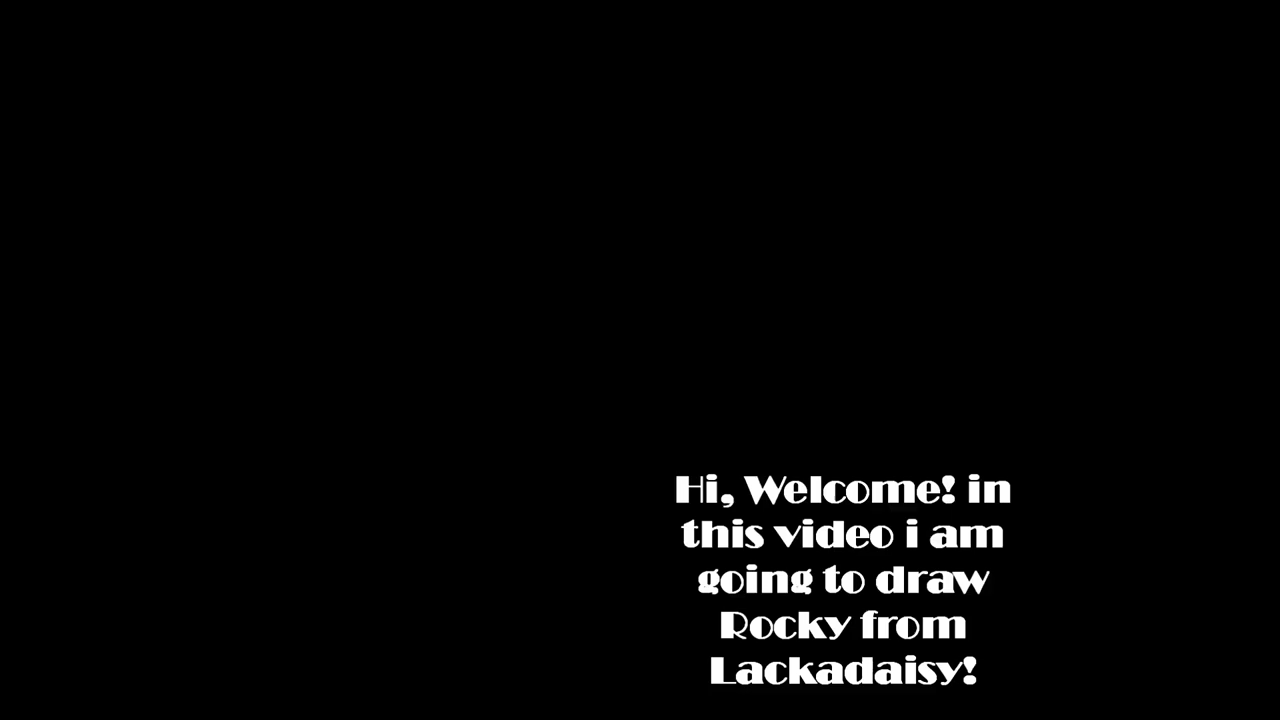 Hi, Welcome! in
this video i am
going to draw
Rocky from
Lackadaisy!